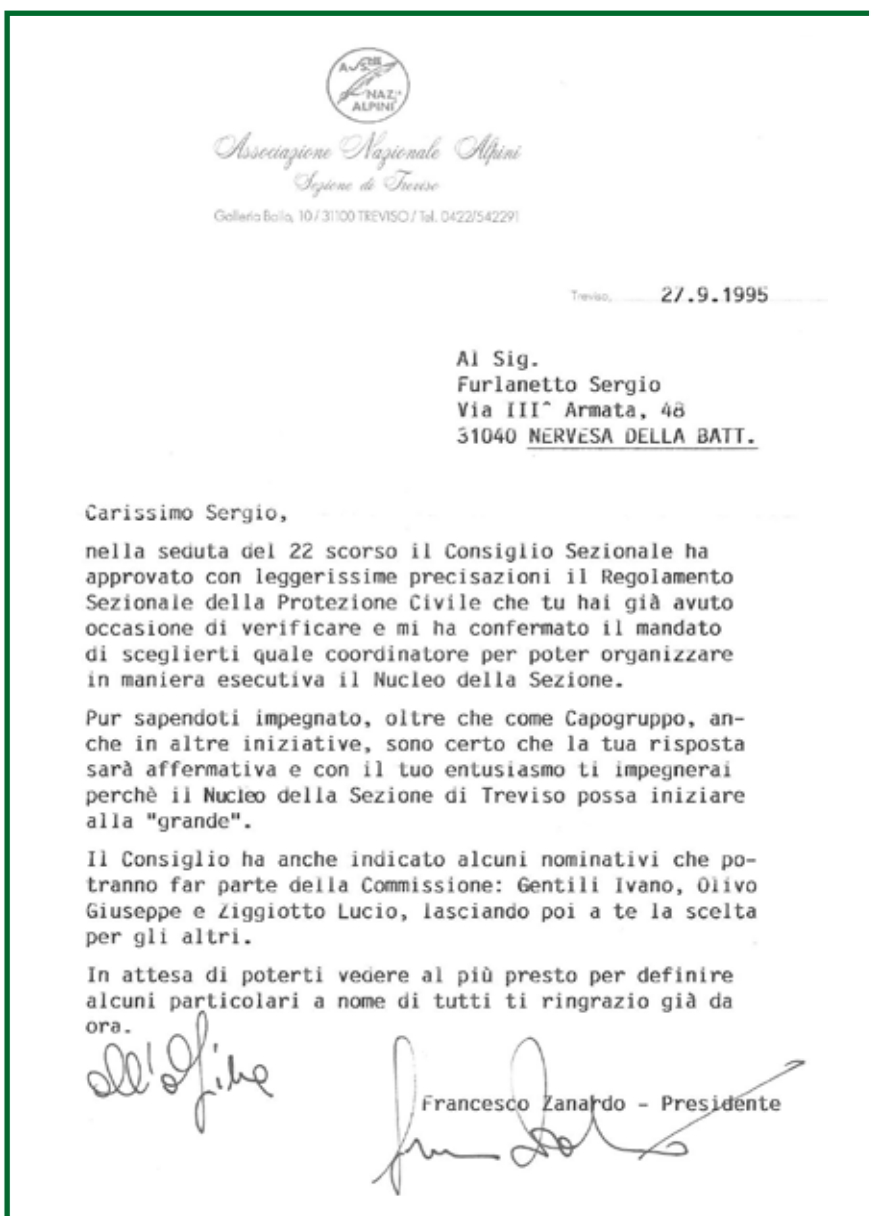 ASS.NE
NAZ.
ALPINI
Associazione Nazionale Alpini
Sezione di Treviso
Galleria Bailo, 10 / 31100 TREVISO / Tel. 0422/542291
Treviso, 27.9.1995
Al Sig.
Furlanetto Sergio
Via III^ Armata, 48
31040 NERVESA DELLA BATT.
Carissimo Sergio,
nella seduta del 22 scorso il Consiglio Sezionale ha
approvato con leggerissime precisazioni il Regolamento
Sezionale della Protezione Civile che tu hai già avuto
occasione di verificare e mi ha confermato il mandato
di sceglierti quale coordinatore per poter organizzare
in maniera esecutiva il Nucleo della Sezione.
Pur sapendoti impegnato, oltre che come Capogruppo, an-
che in altre iniziative, sono certo che la tua risposta
sarà affermativa e con il tuo entusiasmo ti impegnerai
perchè il Nucleo della Sezione di Treviso possa iniziare
alla "grande".
Il Consiglio ha anche indicato alcuni nominativi che po-
tranno far parte della Commissione: Gentili Ivano, Olivo
Giuseppe e Ziggiotto Lucio, lasciando poi a te la scelta
per gli altri.
In attesa di poterti vedere al più presto per definire
alcuni particolari a nome di tutti ti ringrazio già da
ora.
all'alpina
Francesco Zanardo - Presidente